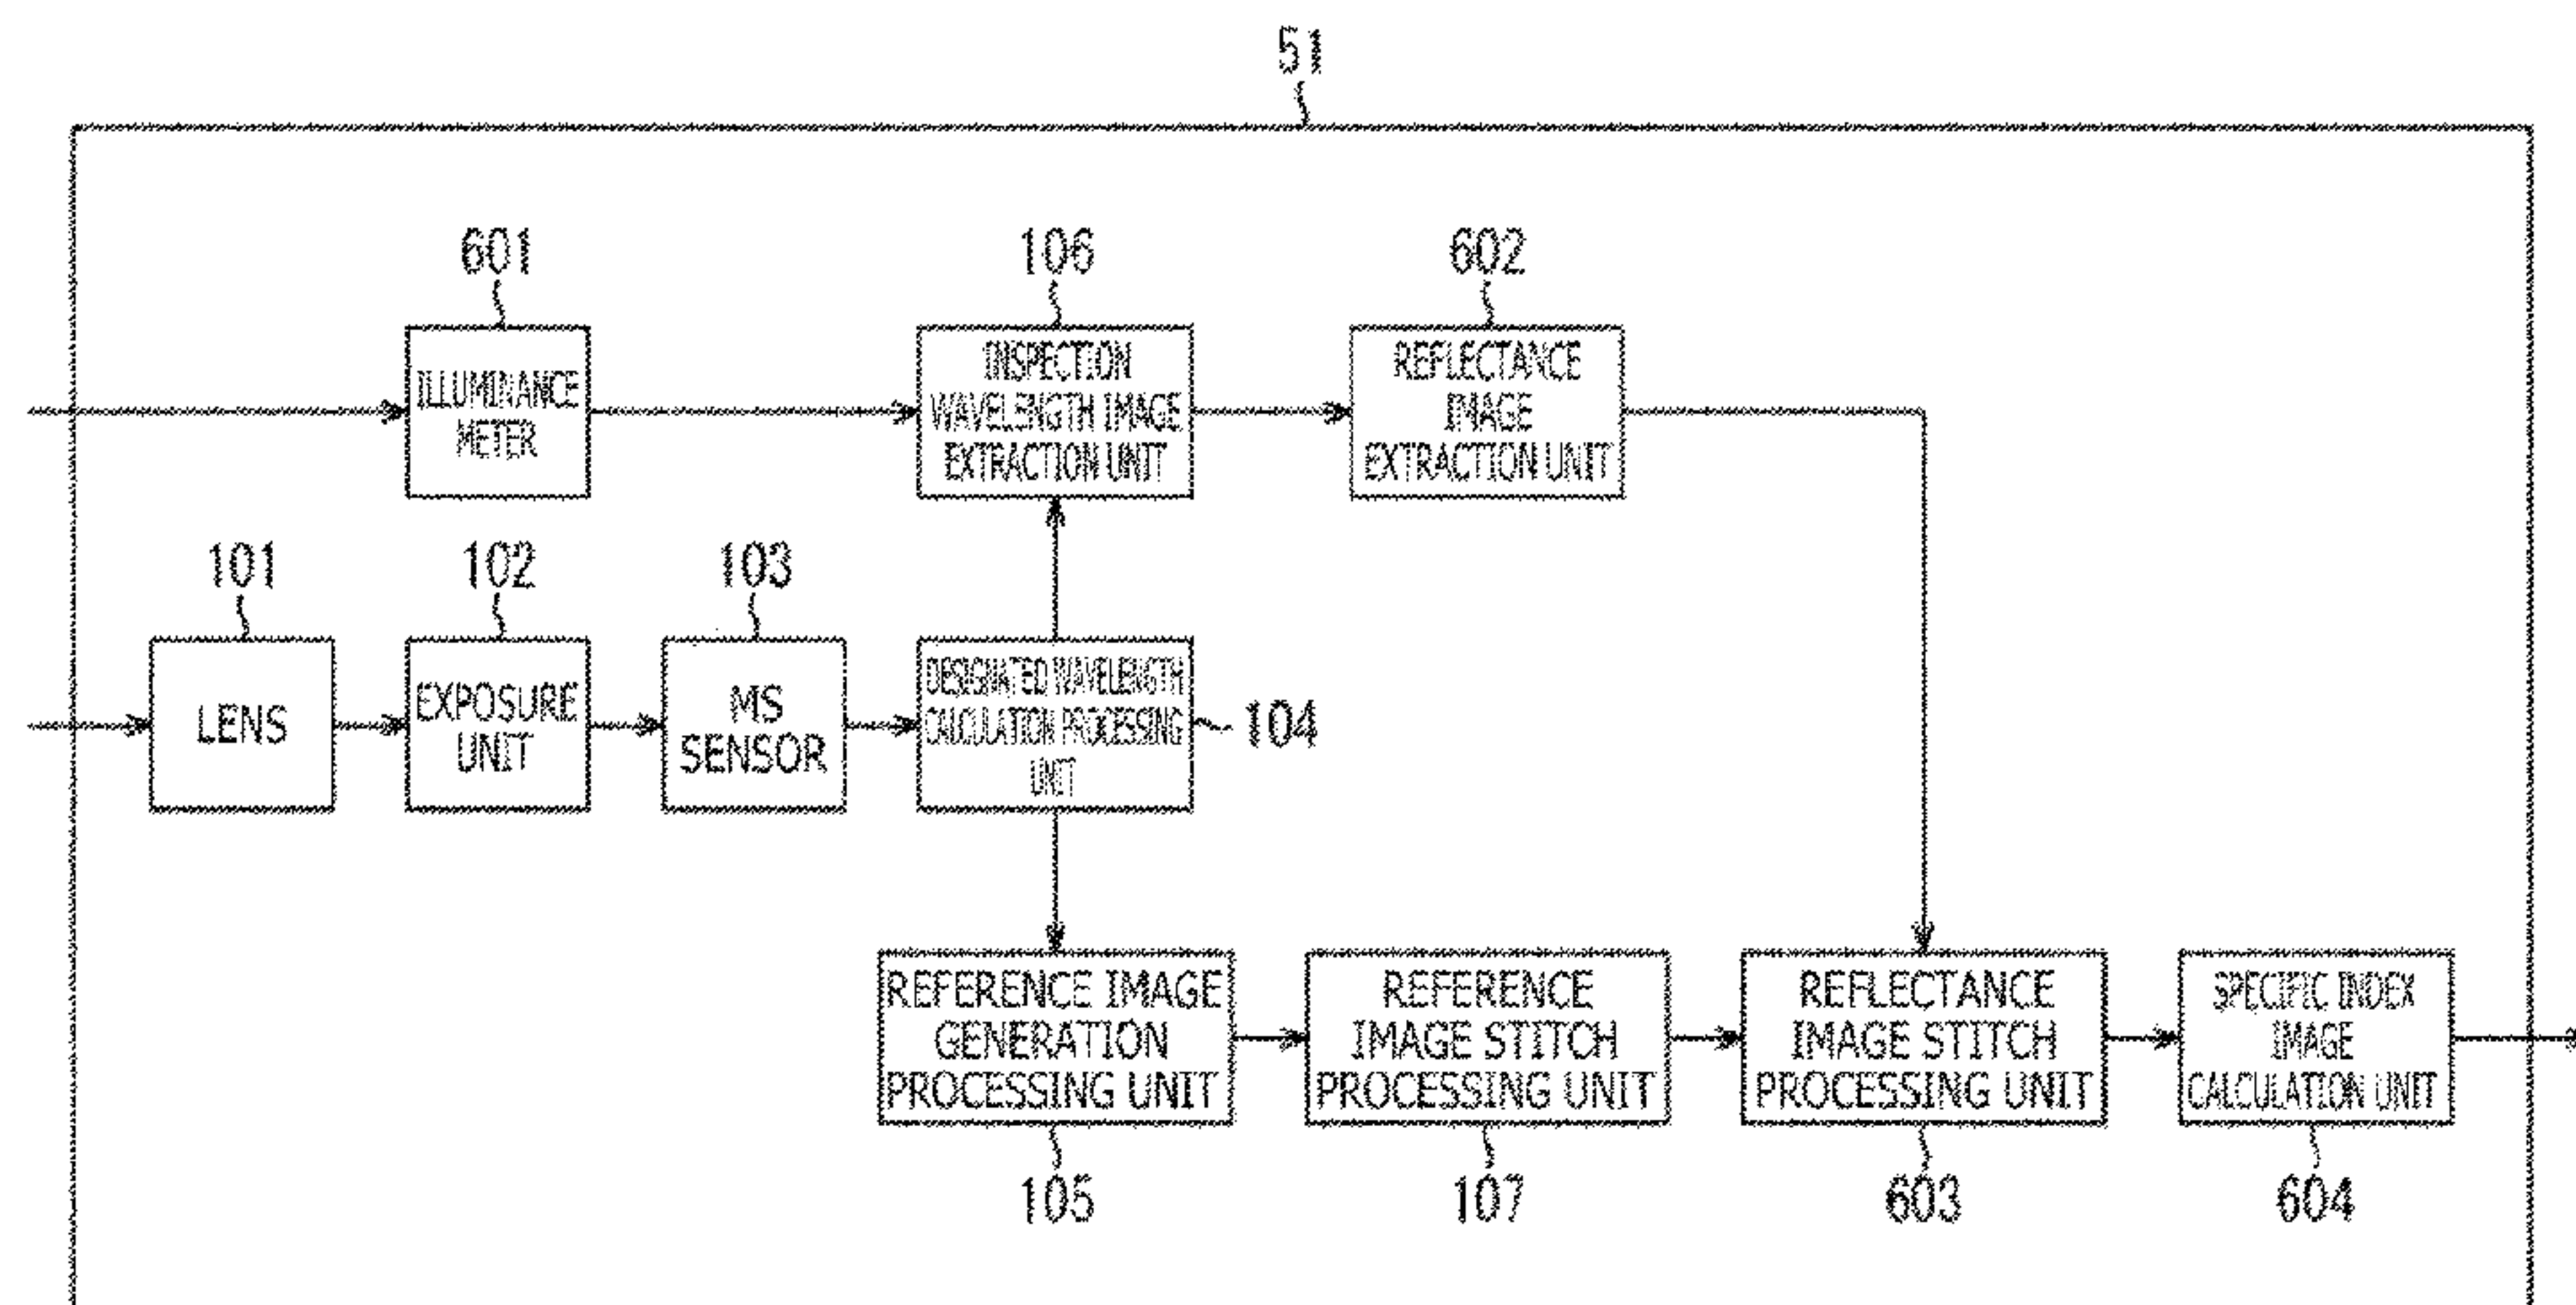 51
601
106
602
ILLUMINANCE
METER
INSPECTION
WAVELENGTH IMAGE
EXTRACTION UNIT
REFLECTANCE
IMAGE
EXTRACTION UNIT
101
102
103
LENS
EXPOSURE
UNIT
MS
SENSOR
DESIGNATED WAVELENGTH
CALCULATION PROCESSING
UNIT
104
REFERENCE IMAGE
GENERATION
PROCESSING UNIT
REFERENCE
IMAGE STITCH
PROCESSING UNIT
REFLECTANCE
IMAGE STITCH
PROCESSING UNIT
SPECIFIC INDEX
IMAGE
CALCULATION UNIT
105
107
603
604